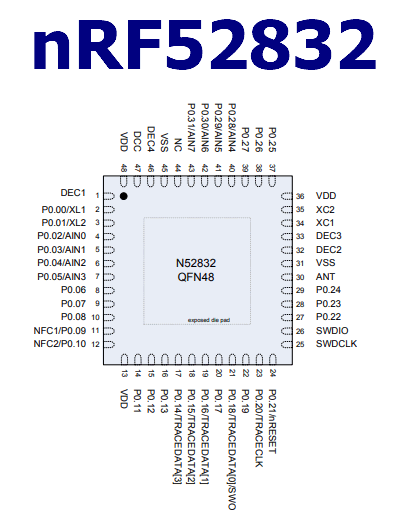 nRF52832
VDD
DCC
DEC4
VSS
NC
P0.31/AIN7
P0.30/AIN6
P0.29/AIN5
P0.28/AIN4
P0.27
P0.26
P0.25
48
47
46
45
44
43
42
41
40
39
38
37
DEC1 1
P0.00/XL1 2
P0.01/XL2 3
P0.02/AIN0 4
P0.03/AIN1 5
P0.04/AIN2 6
P0.05/AIN3 7
P0.06 8
P0.07 9
P0.08 10
NFC1/P0.09 11
NFC2/P0.10 12
N52832
QFN48
exposed die pad
36 VDD
35 XC2
34 XC1
33 DEC3
32 DEC2
31 VSS
30 ANT
29 P0.24
28 P0.23
27 P0.22
26 SWDIO
25 SWDCLK
13
14
15
16
17
18
19
20
21
22
23
24
VDD
P0.11
P0.12
P0.13
P0.14/TRACEDATA[3]
P0.15/TRACEDATA[2]
P0.16/TRACEDATA[1]
P0.17
P0.18/TRACEDATA[0]/SWO
P0.19
P0.20/TRACECLK
P0.21/nRESET